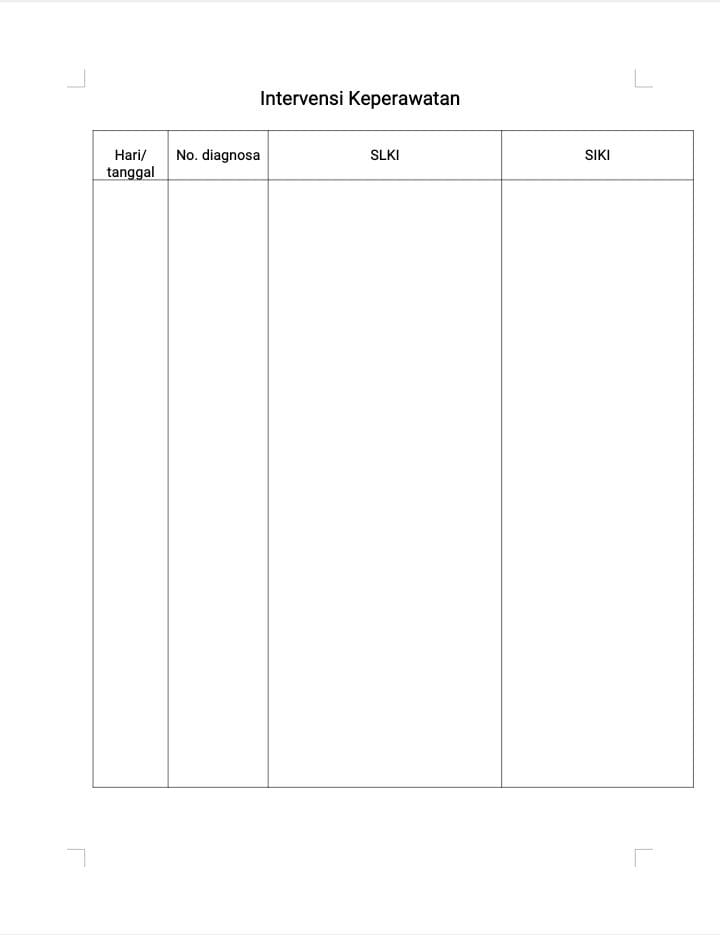 Intervensi Keperawatan
Hari/
tanggal
No. diagnosa
SLKI
SIKI